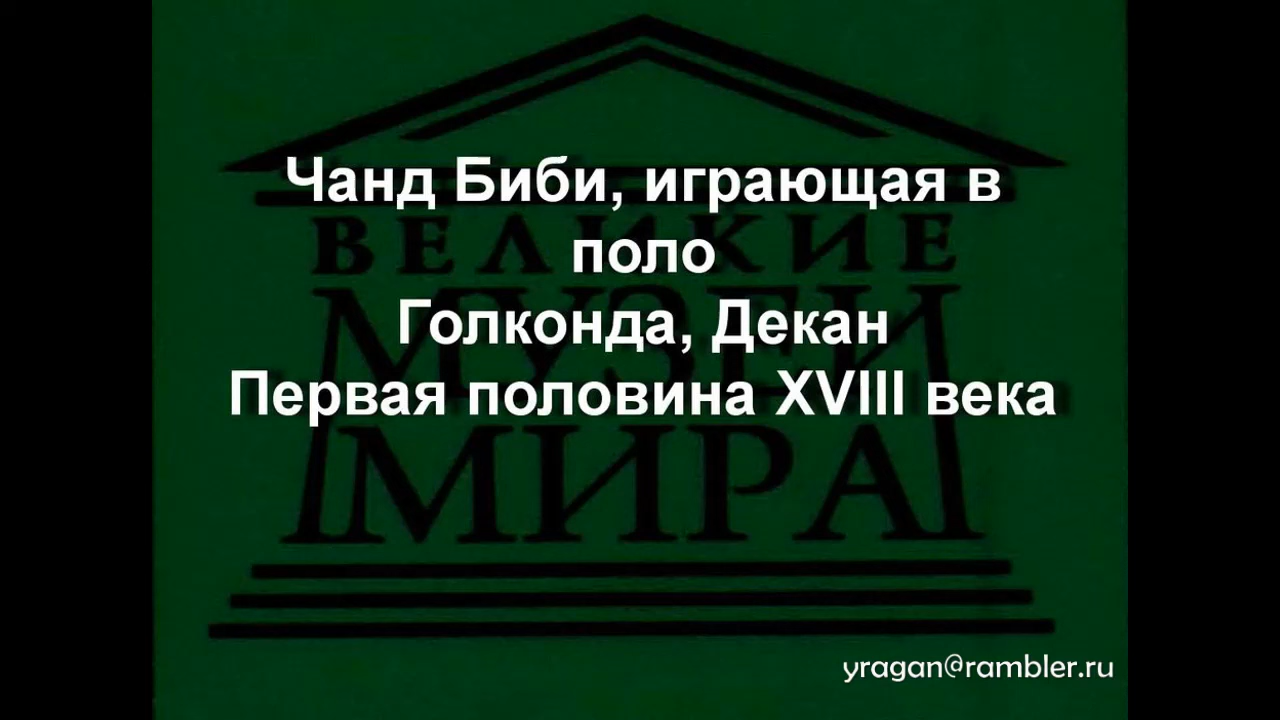 Чанд Биби, играющая в
поло
Голконда, Декан
Первая половина XVIII века
ВЕЛИКИЕ
МУЗЕИ
МИРА
yragan@rambler.ru